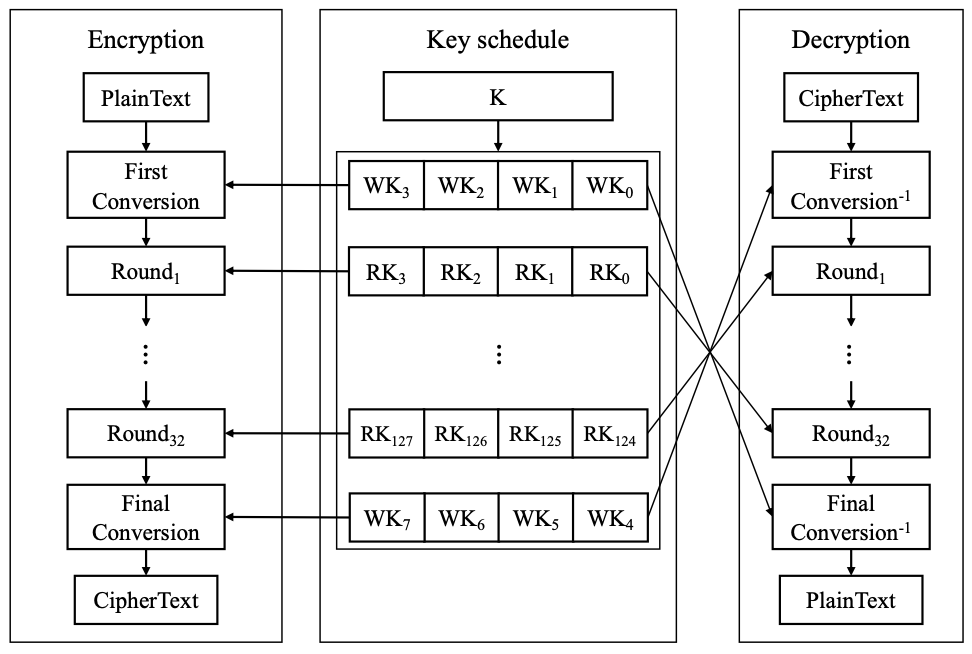 Encryption
PlainText
First
Conversion
Round1
⋮
Round32
Final
Conversion
CipherText
Key schedule
K
WK3 WK2 WK1 WK0
RK3 RK2 RK1 RK0
⋮
RK127 RK126 RK125 RK124
WK7 WK6 WK5 WK4
Decryption
CipherText
First
Conversion-1
Round1
⋮
Round32
Final
Conversion-1
PlainText